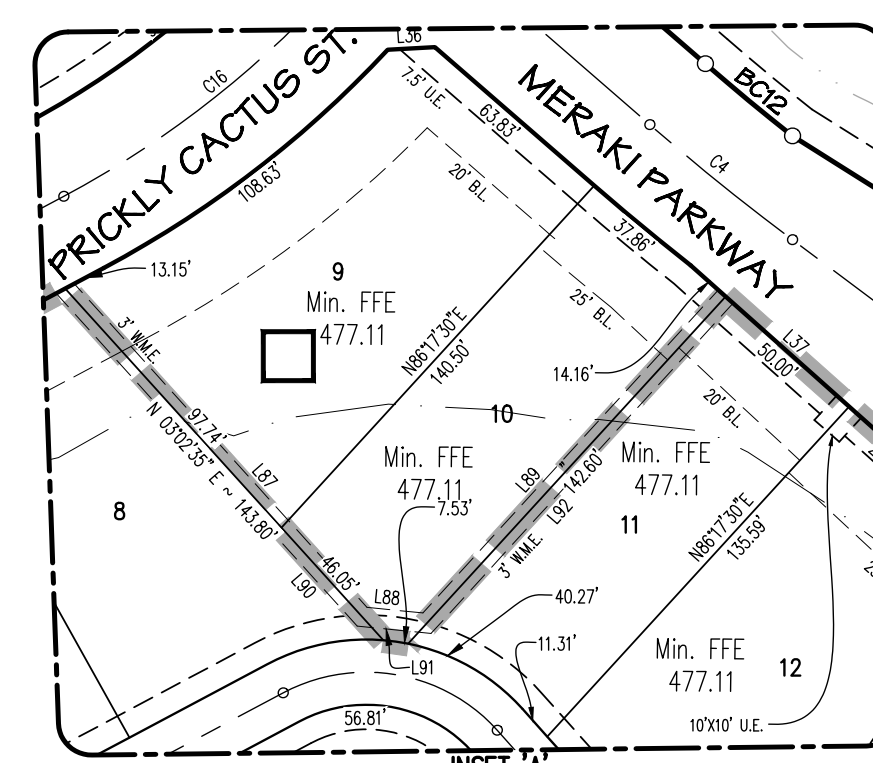 L36
C16
PRICKLY CACTUS ST.
108.63'
13.15'
7.5' U.E.
63.83'
MERAKI PARKWAY
BC12
C4
20' B.L.
37.86'
25' B.L.
9
Min. FFE
477.11
3' W.M.E.
N86°17'30"E
140.50'
14.16'
L37
50.00'
20' B.L
97.74'
N 03°02'35" E ~ 143.80'
L87
10
Min. FFE
477.11
7.53'
L89
142.60'
L92
3' W.M.E.
Min. FFE
477.11
11
8
N86°17'30"E
135.59'
46.05'
L90
L88
40.27'
11.31'
L91
Min. FFE
477.11
12
56.81'
10'X10' U.E.
INSET 'A'